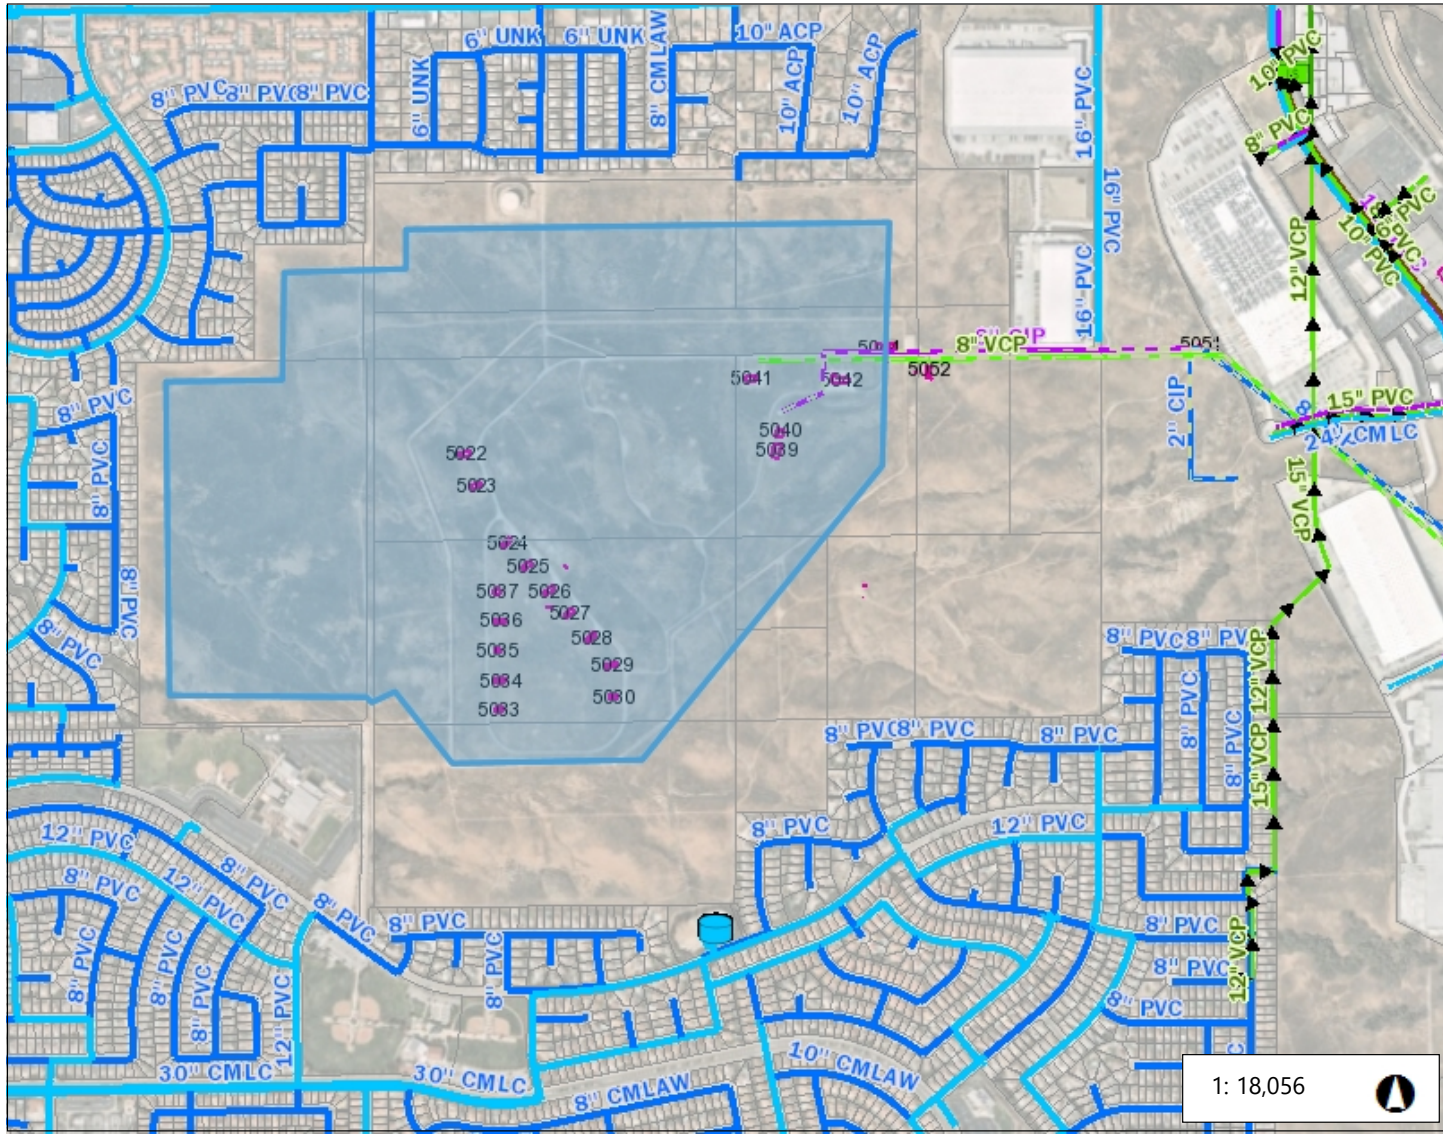 6" UNK
6" UNK
10" ACP
6" UNK
8" CMLAW
10" ACP
10" ACP
8" PVC
8" PVC
8" PVC
16" PVC
16" PVC
16" PVC
10" PVC
8" PVC
12" VCP
10" PVC
8" CIP
8" VCP
5051
5052
5041
5042
5040
5039
2" CIP
15" PVC
24" CMLC
15" VCP
5022
5023
5024
5025
5037
5026
5036
5027
5028
5035
5029
5034
5030
5033
8" PVC
8" PVC
8" PVC
8" PVC
8" PVC
8" PVC
8" PVC
8" PVC
12" VCP
15" VCP
8" PVC
8" PVC
8" PVC
8" PVC
12" PVC
12" PVC
8" PVC
12" PVC
8" PVC
8" PVC
8" PVC
8" PVC
8" PVC
8" PVC
8" PVC
12" PVC
8" PVC
8" PVC
8" PVC
12" VCP
30" CMLC
30" CMLC
8" CMLAW
10" CMLAW
1: 18,056